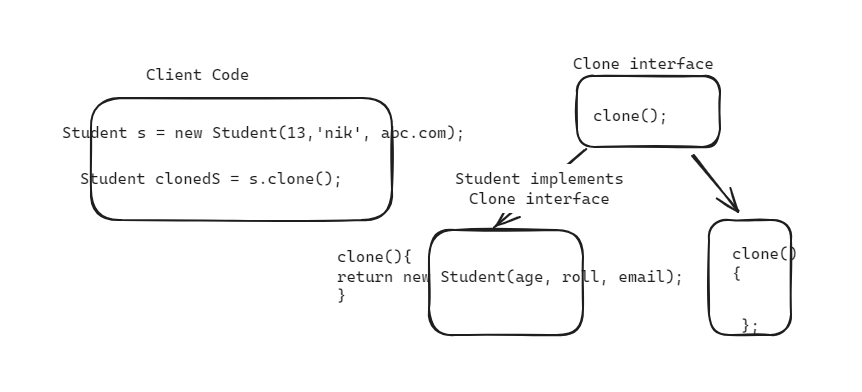 Client Code
Student s = new Student(13,'nik', abc.com);
Student clonedS = s.clone();
Clone interface
clone();
Student implements
Clone interface
clone(){
return new Student(age, roll, email);
}
clone()
{
};